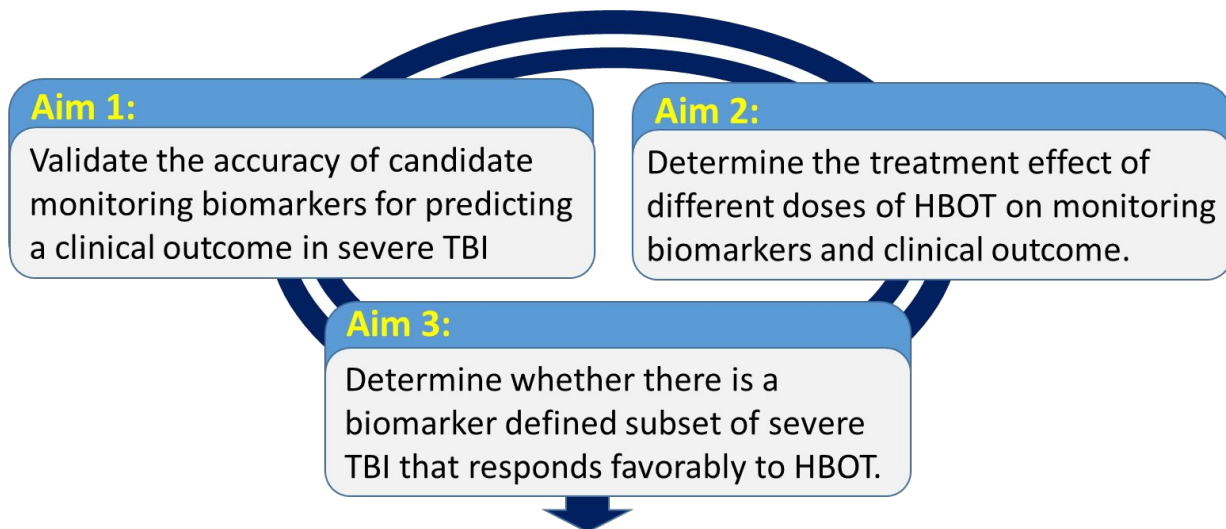 Aim 1:
Validate the accuracy of candidate
monitoring biomarkers for predicting
a clinical outcome in severe TBI
Aim 2:
Determine the treatment effect of
different doses of HBOT on monitoring
biomarkers and clinical outcome.
Aim 3:
Determine whether there is a
biomarker defined subset of severe
TBI that responds favorably to HBOT.